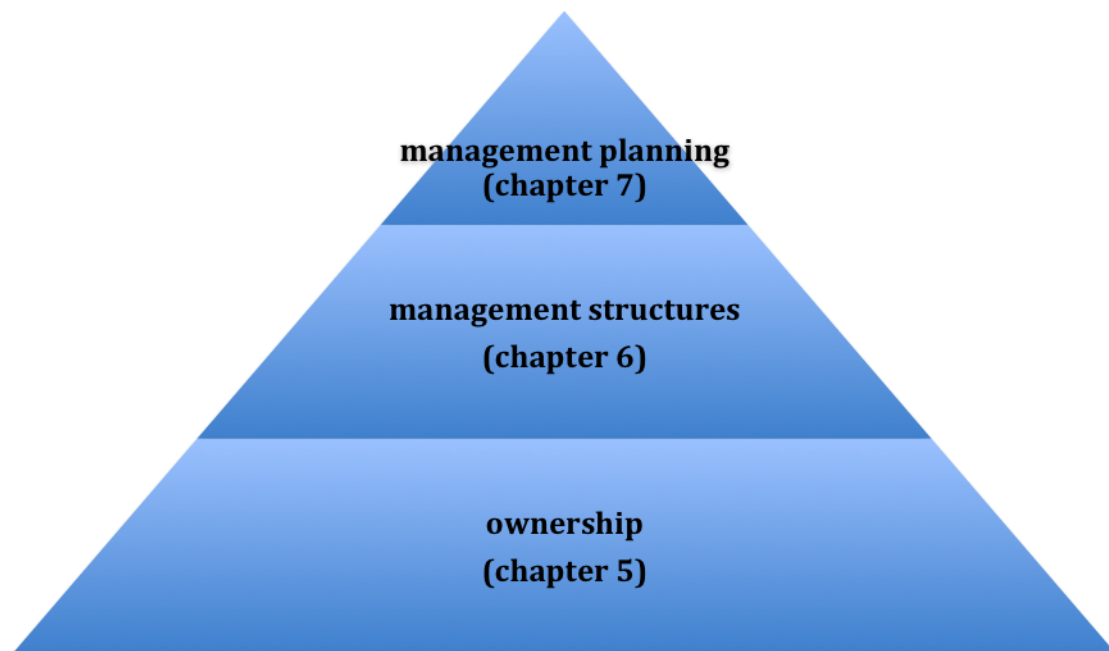 management planning
(chapter 7)
management structures
(chapter 6)
ownership
(chapter 5)